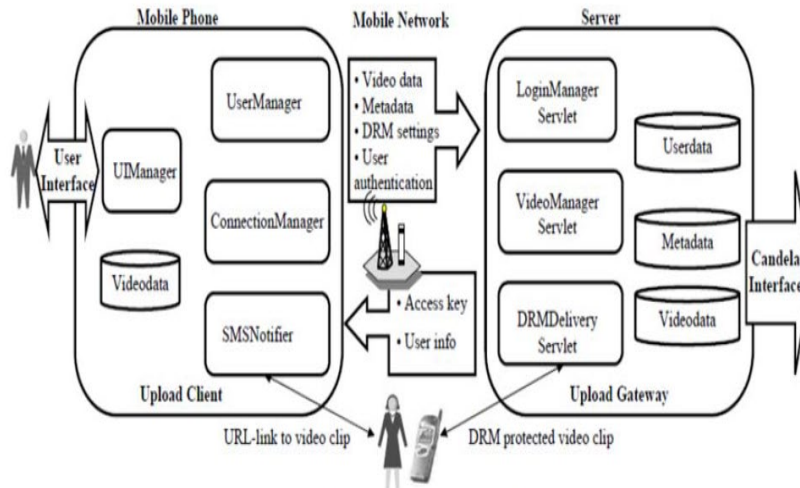 Mobile Phone
Mobile Network
Server
User
Interface
UIManager
Videodata
UserManager
ConnectionManager
SMSNotifier
Upload Client
• Video data
• Metadata
• DRM settings
• User
authentication
• Access key
• User info
LoginManager
Servlet
VideoManager
Servlet
DRMDelivery
Servlet
Userdata
Metadata
Videodata
Upload Gateway
Candela
Interface
URL-link to video clip
DRM protected video clip